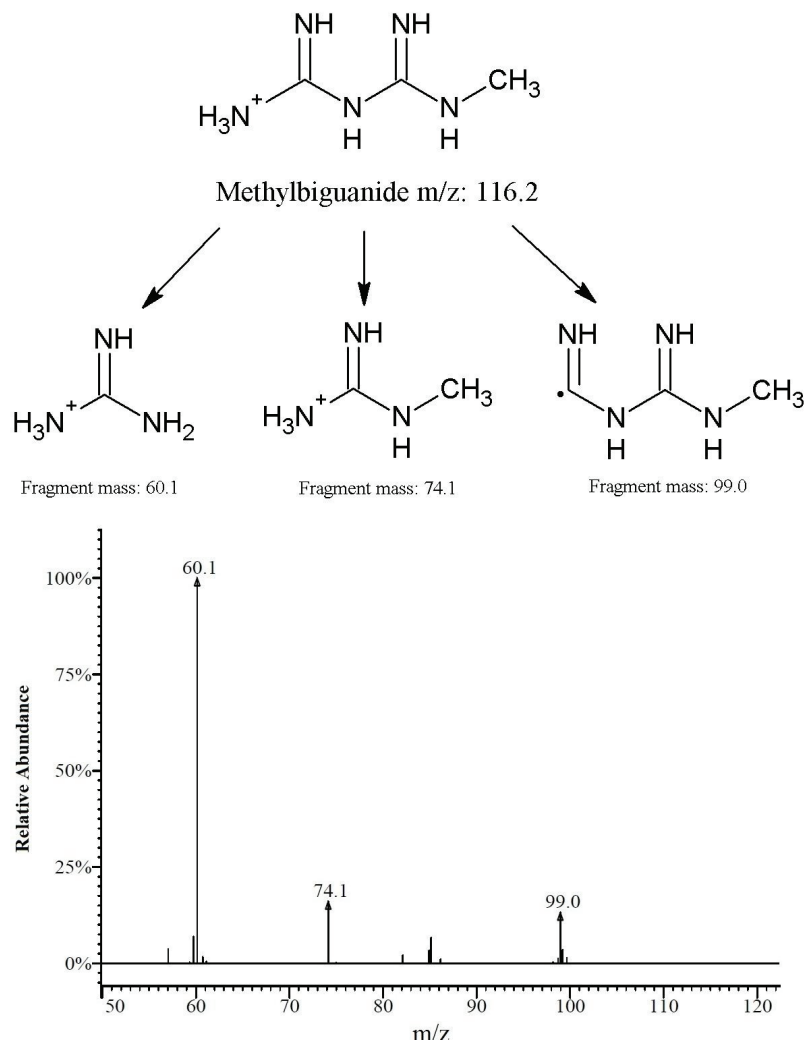 NH NH
H3N+ N H N H CH3
Methylbiguanide m/z: 116.2
NH
H3N+ NH2
NH
H3N+ N H CH3
NH NH
N H N H CH3
Fragment mass: 60.1
Fragment mass: 74.1
Fragment mass: 99.0
60.1
100%
75%
50%
25%
0%
74.1
99.0
Relative Abundance
50 60 70 80 90 100 110 120
m/z